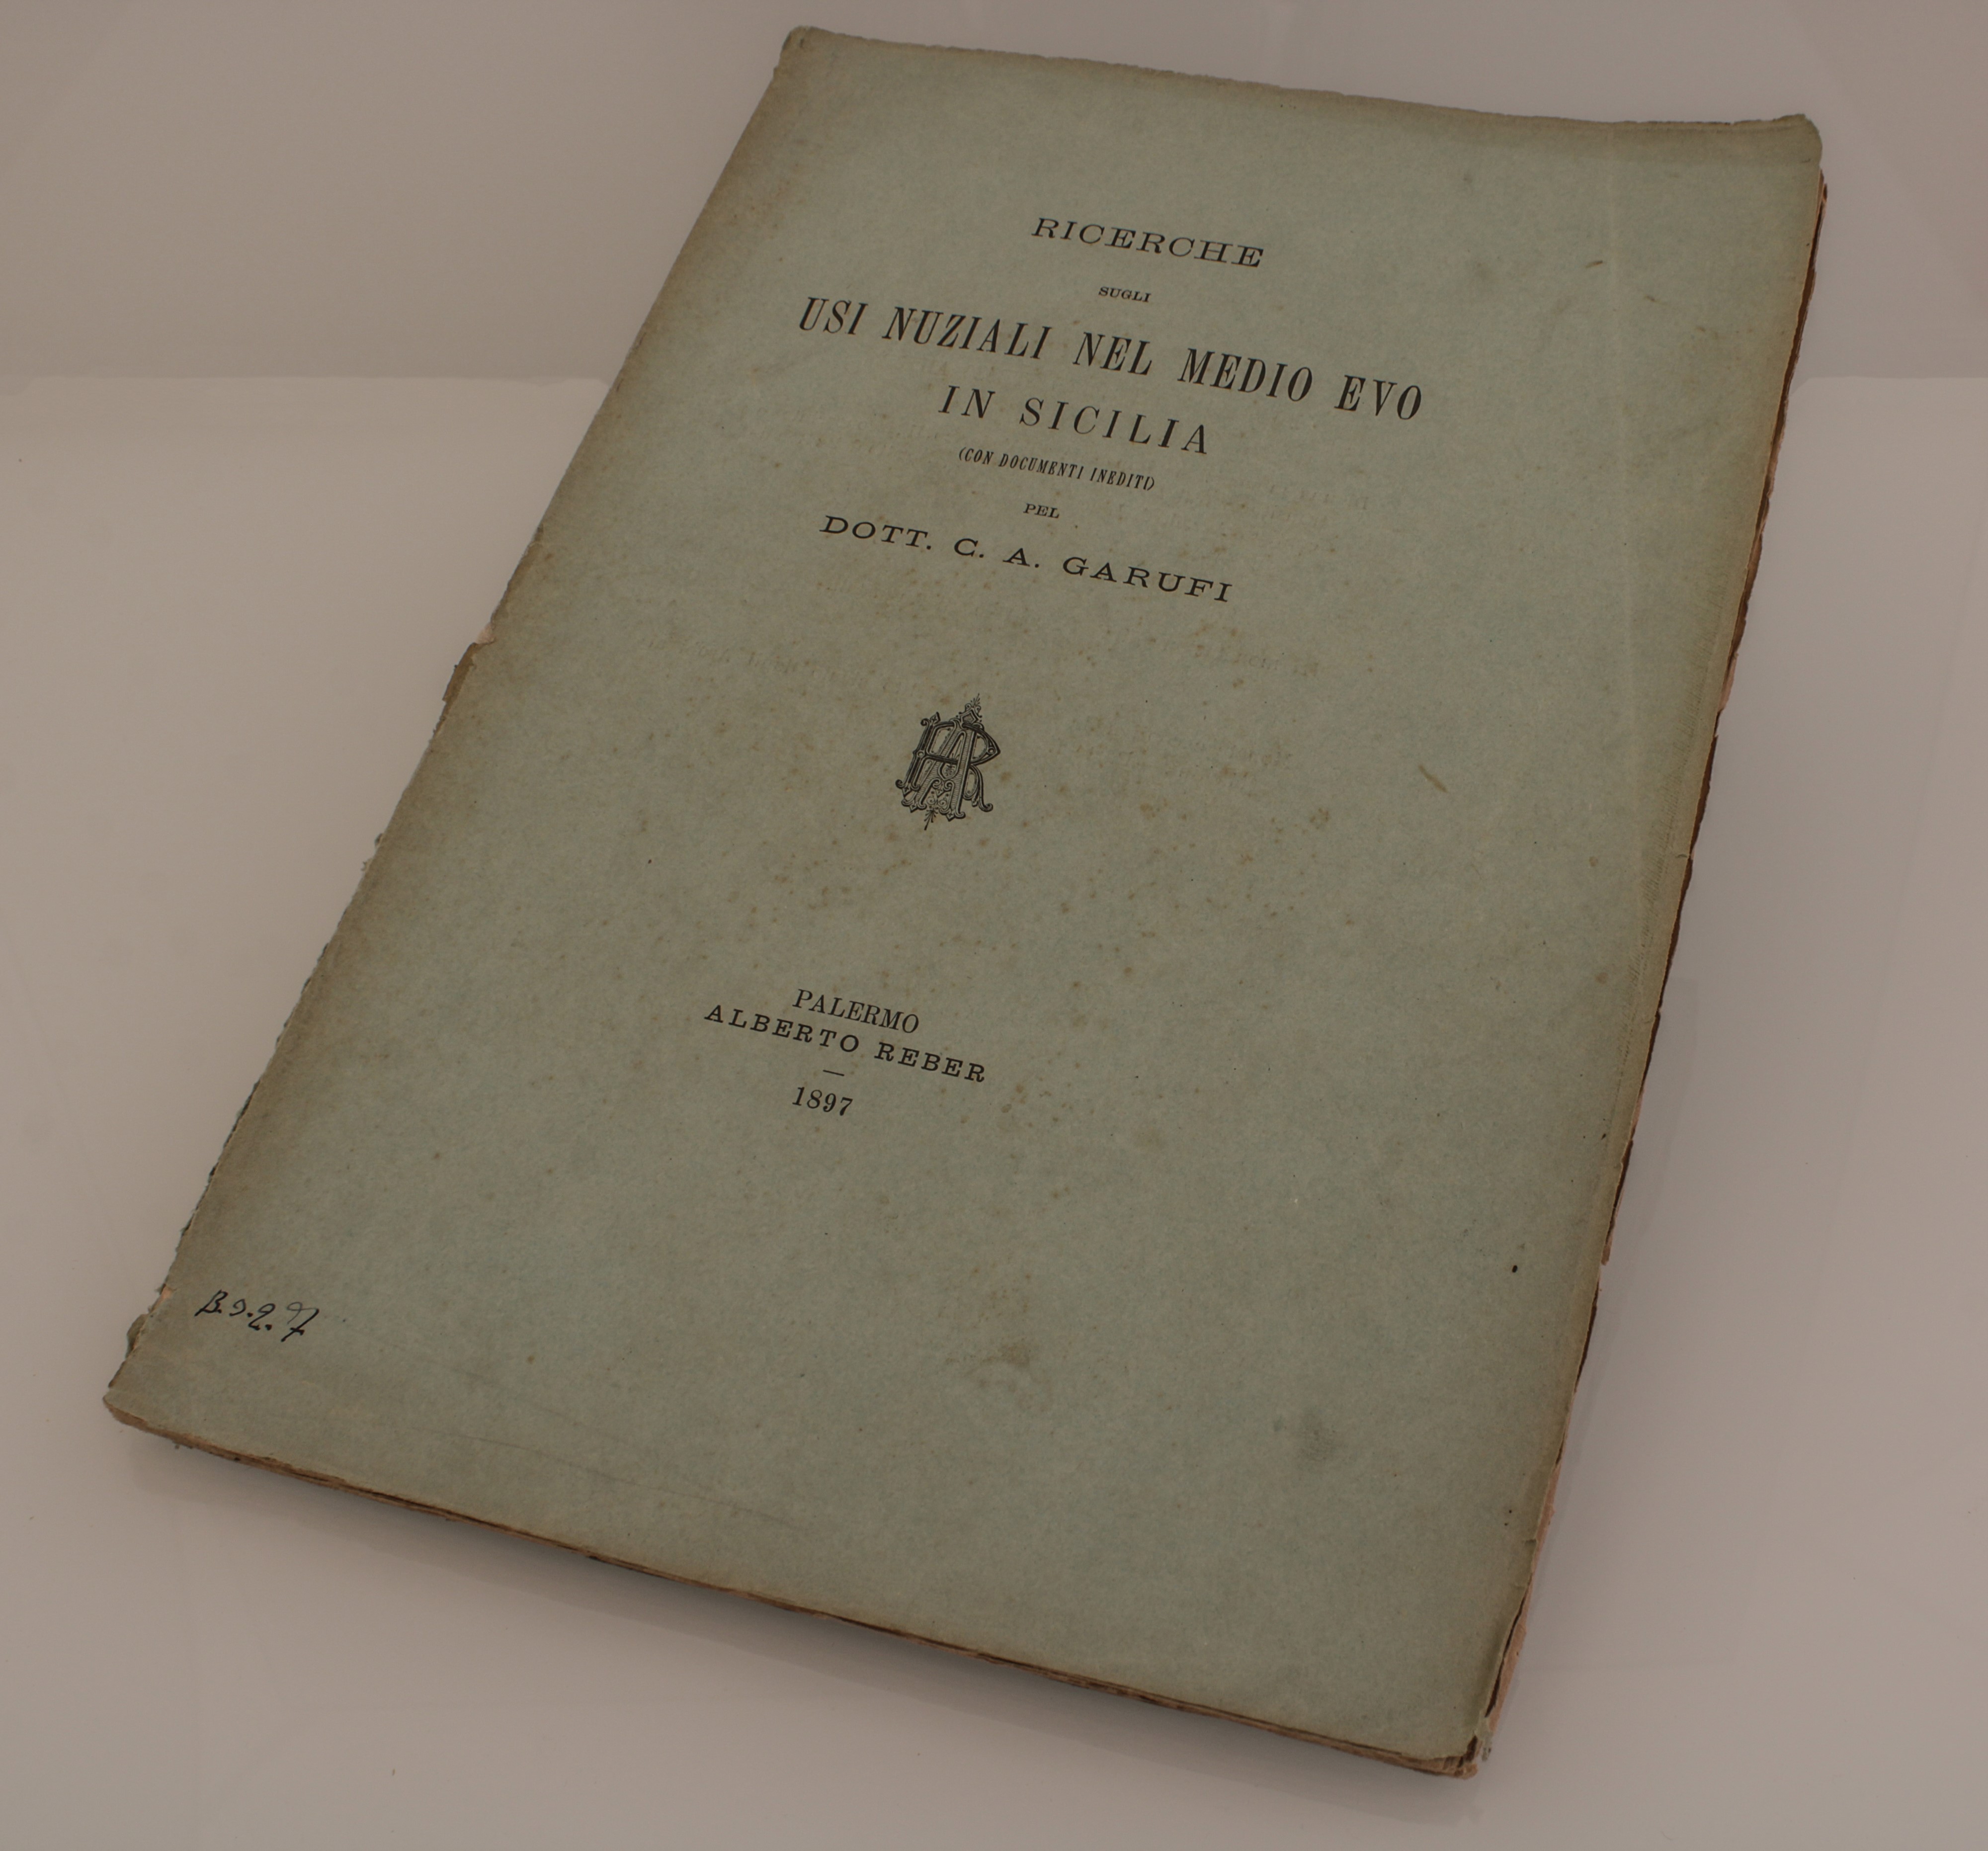 RICERCHE
SUGLI
USI NUZIALI NEL MEDIO EVO
IN SICILIA
(CON DOCUMENTI INEDITI)
PEL
DOTT. C. A. GARUFI
AR
PALERMO
ALBERTO REBER
—
1897